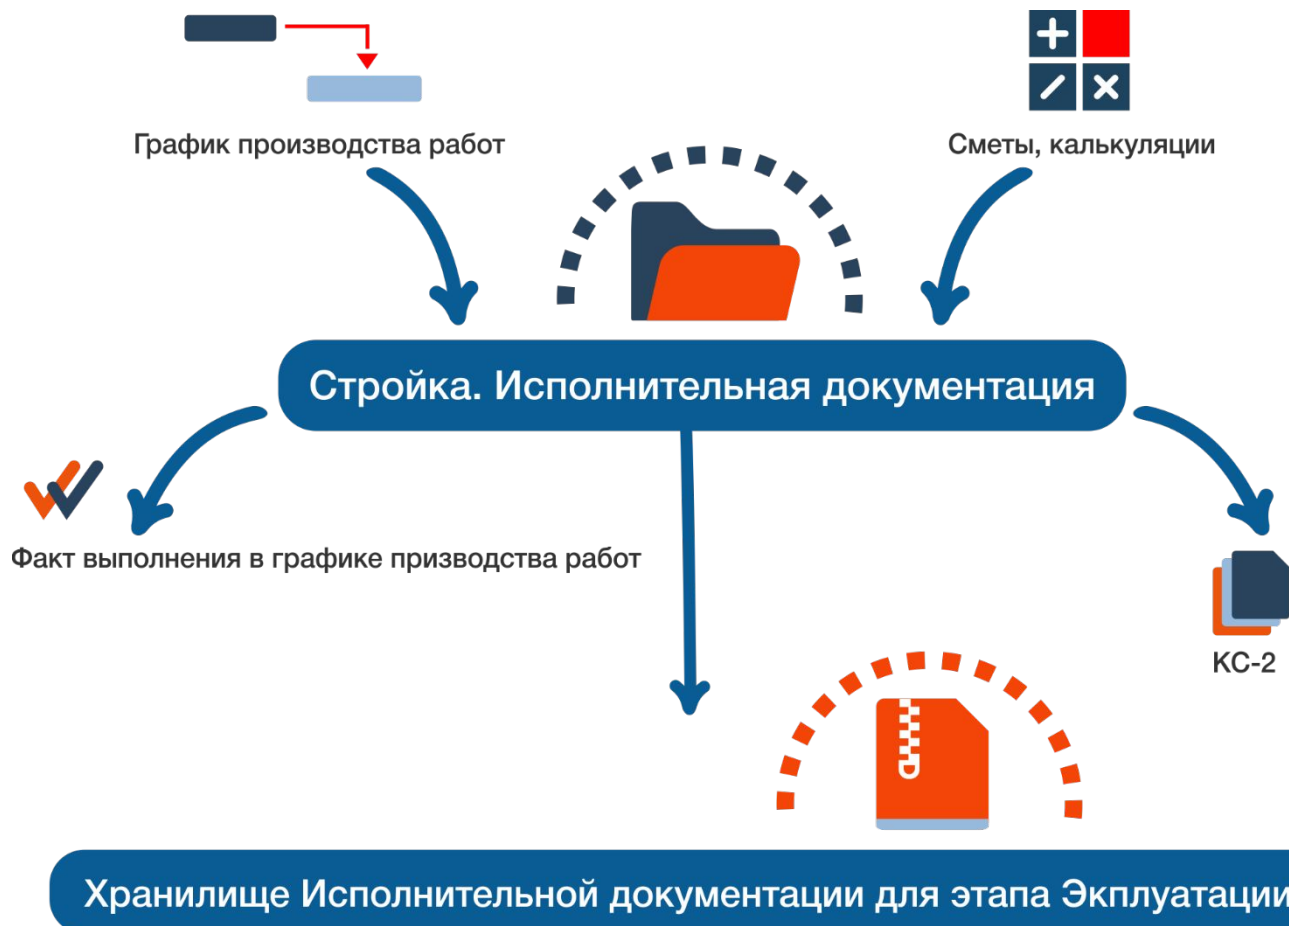 График производства работ
Сметы, калькуляции
Стройка. Исполнительная документация
Факт выполнения в графике призводства работ
КС-2
Хранилище Исполнительной документации для этапа Экплуатации